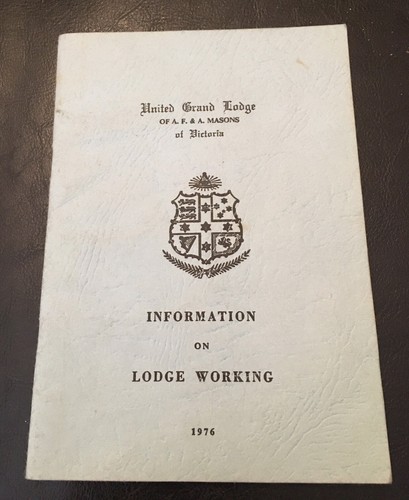 United Grand Lodge
OF A. F. & A. MASONS
of Victoria
INFORMATION
ON
LODGE WORKING
1976